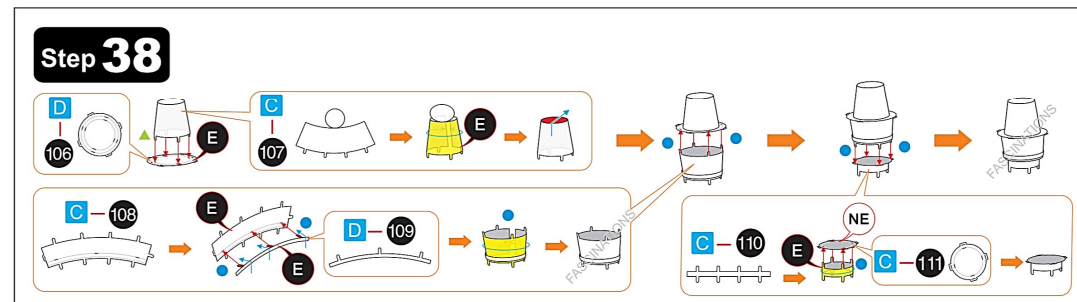 Step 38
D
106
E
C
107
E
FASCINATIONS
C 108
E
E
D 109
FASCINATIONS
NE
C 110
E
C 111